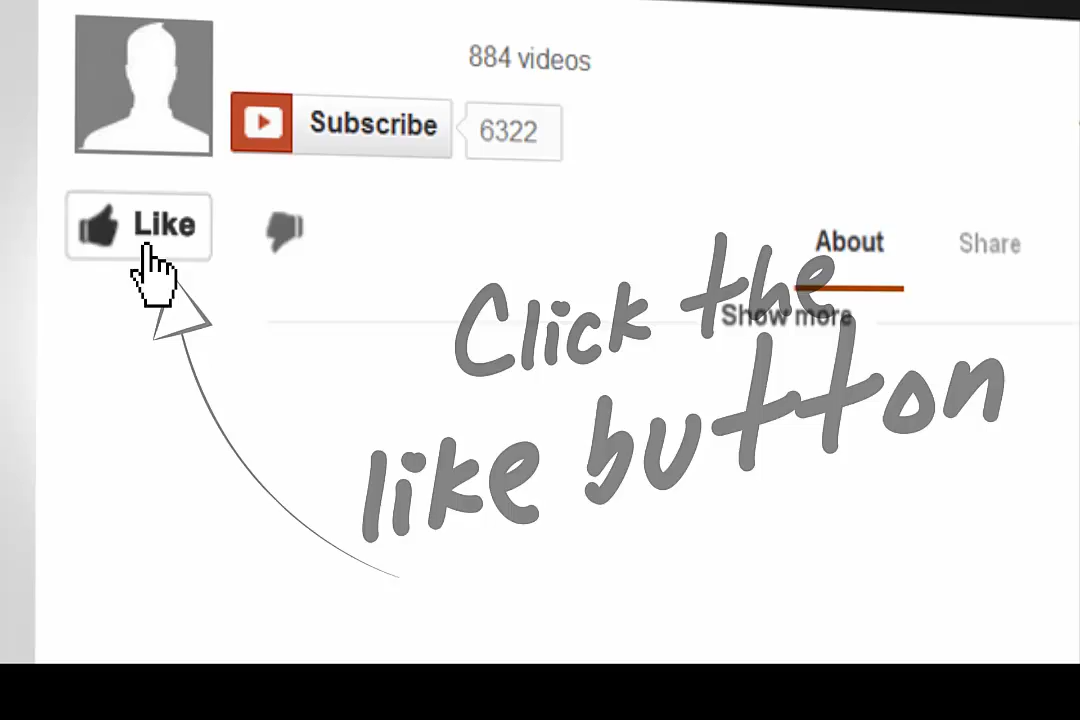 884 videos
Subscribe
6322
Like
About
Share
Show more
Click the
like button